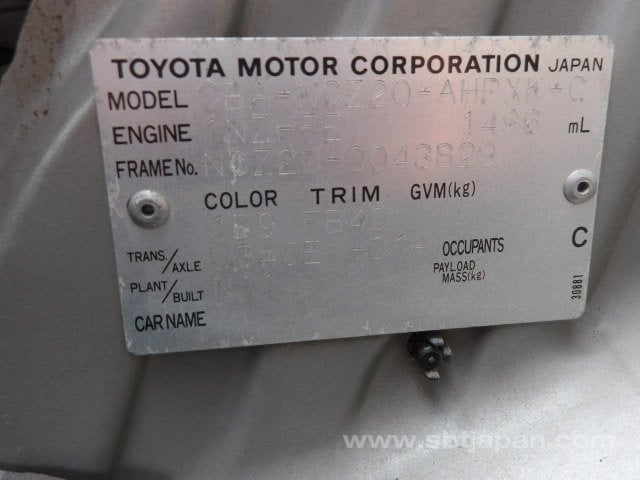 TOYOTA MOTOR CORPORATION JAPAN
MODEL CBA-NCZ20-AHPXK-C
ENGINE 1NZ-FE 1496 mL
FRAME No. NCZ20-0043829
COLOR TRIM GVM(kg)
FB40
TRANS./AXLE U340E -01A OCCUPANTS C
PLANT/BUILT PAYLOAD MASS(kg)
CAR NAME
30881
www.sbtjapan.com